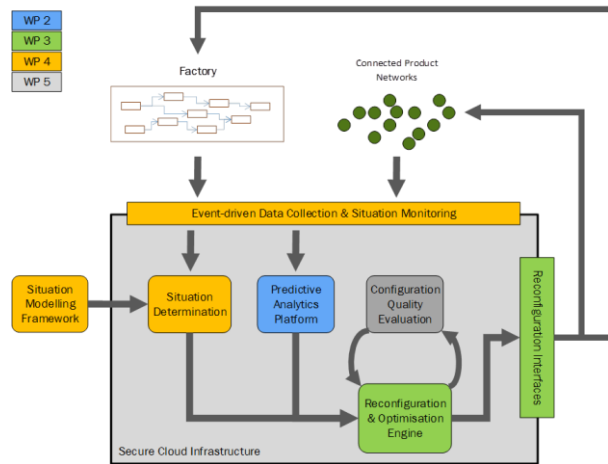 WP 2
WP 3
WP 4
WP 5
Factory
Connected Product
Networks
Event-driven Data Collection & Situation Monitoring
Situation
Modelling
Framework
Situation
Determination
Predictive
Analytics
Platform
Configuration
Quality
Evaluation
Reconfiguration Interfaces
Reconfiguration
& Optimisation
Engine
Secure Cloud Infrastructure